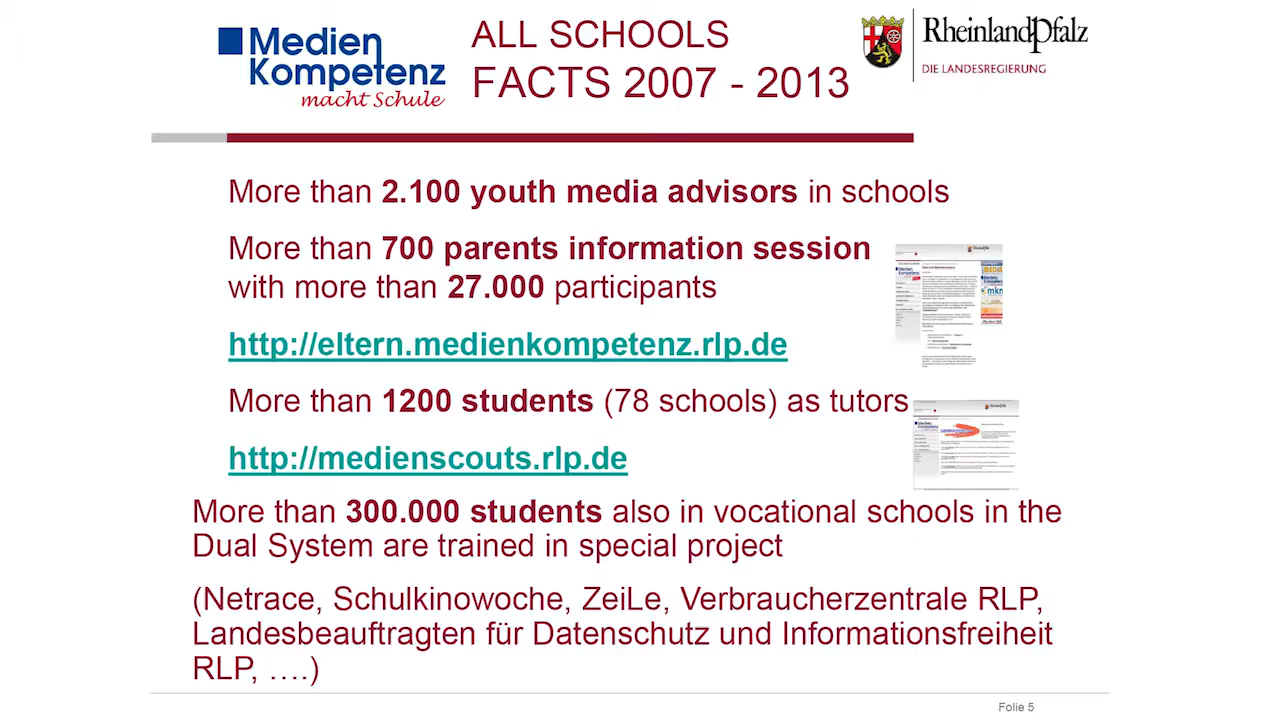 Medien
Kompetenz
macht Schule
ALL SCHOOLS
FACTS 2007 - 2013
RheinlandPfalz
DIE LANDESREGIERUNG
More than 2.100 youth media advisors in schools
More than 700 parents information session
with more than 27.000 participants
http://eltern.medienkompetenz.rlp.de
More than 1200 students (78 schools) as tutors
http://medienscouts.rlp.de
More than 300.000 students also in vocational schools in the
Dual System are trained in special project
(Netrace, Schulkinowoche, ZeiLe, Verbraucherzentrale RLP,
Landesbeauftragten für Datenschutz und Informationsfreiheit
RLP, ….)
Folie 5